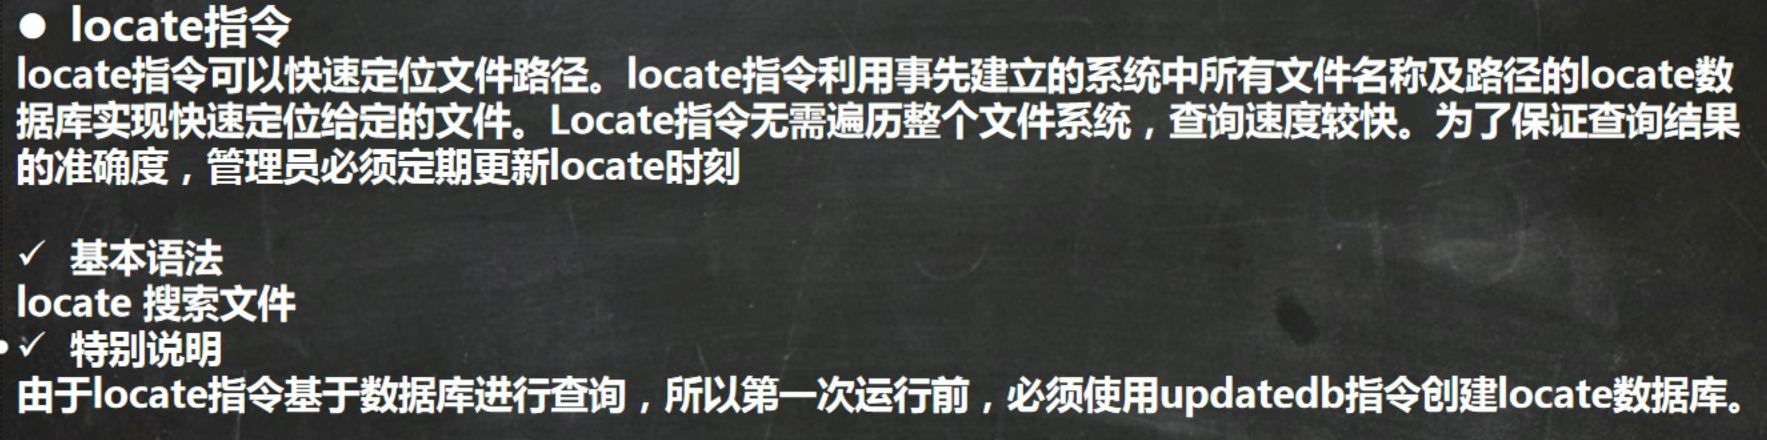 ● locate指令
locate指令可以快速定位文件路径。locate指令利用事先建立的系统中所有文件名称及路径的locate数
据库实现快速定位给定的文件。Locate指令无需遍历整个文件系统，查询速度较快。为了保证查询结果
的准确度，管理员必须定期更新locate时刻
✓ 基本语法
locate 搜索文件
✓ 特别说明
由于locate指令基于数据库进行查询，所以第一次运行前，必须使用updatedb指令创建locate数据库。